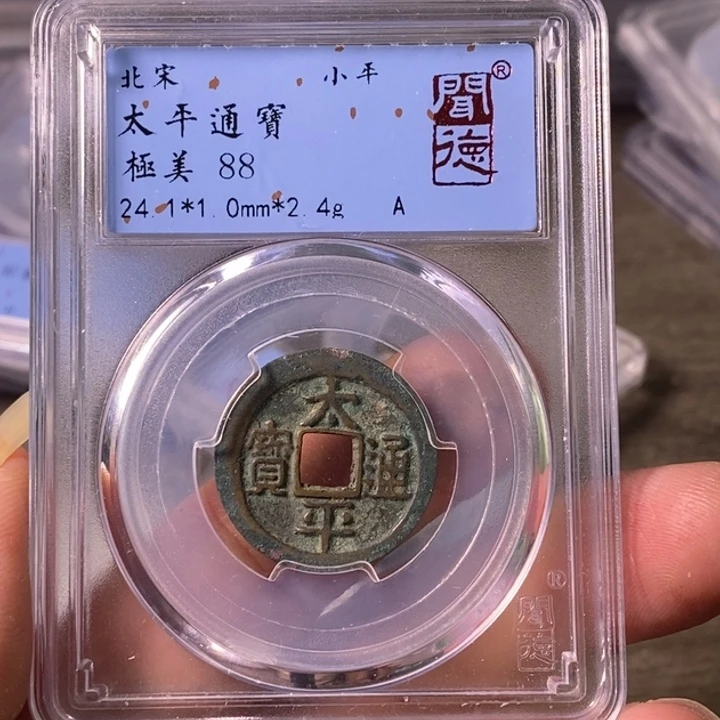 北宋 小平
太平通寶
極美 88
24.1*1.0mm*2.4g A
聞德®
太平通寶
®
聞德